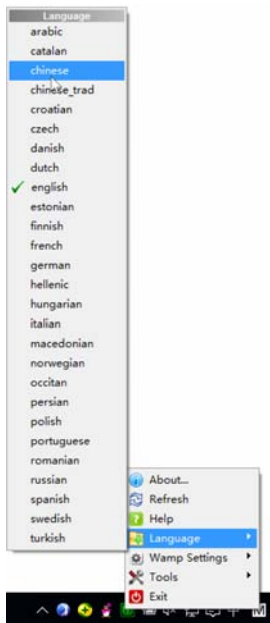 Language
arabic
catalan
chinese
chinese_trad
croatian
czech
danish
dutch
english
estonian
finnish
french
german
hellenic
hungarian
italian
macedonian
norwegian
occitan
persian
polish
portuguese
romanian
russian
spanish
swedish
turkish
About...
Refresh
Help
Language
Wamp Settings
Tools
Exit